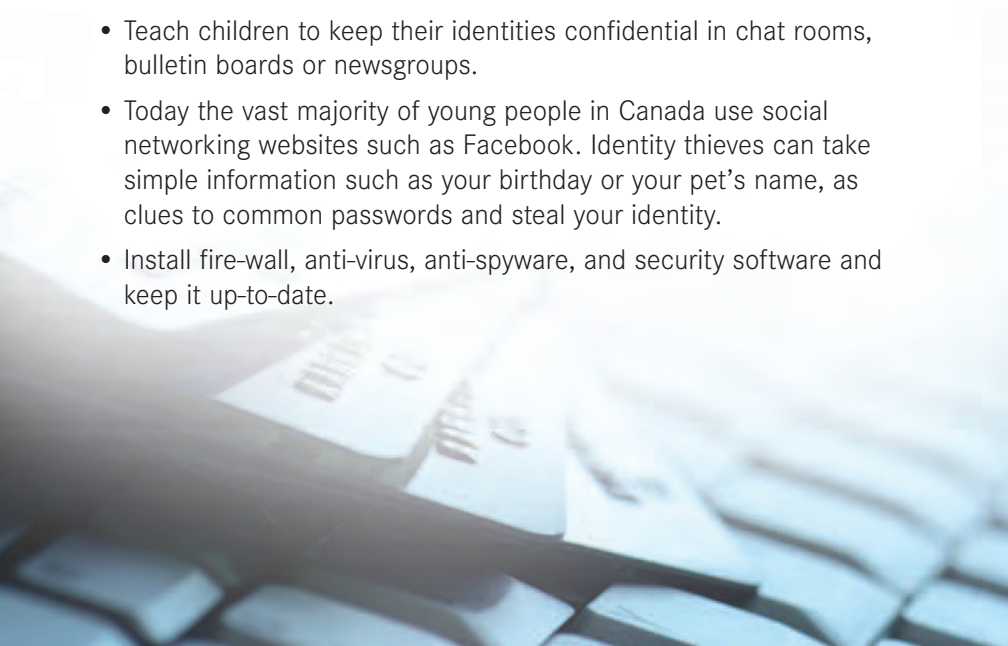 • Teach children to keep their identities confidential in chat rooms,
bulletin boards or newsgroups.
• Today the vast majority of young people in Canada use social
networking websites such as Facebook. Identity thieves can take
simple information such as your birthday or your pet’s name, as
clues to common passwords and steal your identity.
• Install fire-wall, anti-virus, anti-spyware, and security software and
keep it up-to-date.